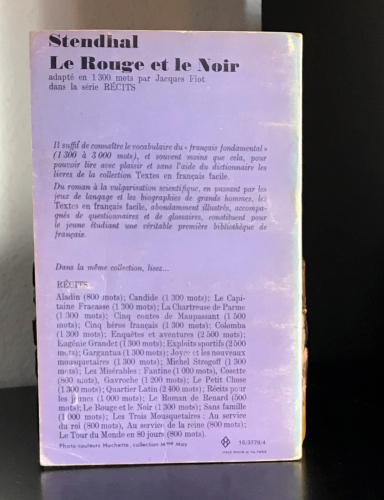 Stendhal
Le Rouge et le Noir
adapté en 1 300 mots par Jacques Fiot
dans la série RÉCITS
Il suffit de connaître le vocabulaire du « français fondamental »
(1 300 à 3 000 mots), et souvent moins que cela, pour
pouvoir lire avec plaisir et sans l'aide du dictionnaire les
livres de la collection Textes en français facile.
Du roman à la vulgarisation scientifique, en passant par les
jeux de langage et les biographies de grands hommes, les
Textes en français facile, abondamment illustrés, accompa-
gnés de questionnaires et de glossaires, constituent pour
le jeune étudiant une véritable première bibliothèque de
français.
Dans la même collection, lisez...
RÉCITS
Aladin (800 mots); Candide (1 300 mots); Le Capi-
taine Fracasse (1 300 mots); La Chartreuse de Parme
(1 300 mots); Cinq contes de Maupassant (1 500
mots); Cinq héros français (1 300 mots); Colomba
(1 300 mots); Enquêtes et aventures (2 500 mots);
Eugénie Grandet (1 300 mots); Exploits sportifs (2 500
mots); Gargantua (1 300 mots); Joyce et les nouveaux
mousquetaires (1 300 mots); Michel Strogoff (1 300
mots); Les Misérables : Fantine (1 000 mots), Cosette
(800 mots), Gavroche (1 200 mots); Le Petit Chose
(1 300 mots); Quartier Latin (2 400 mots); Récits pour
les jeunes (1 000 mots); Le Roman de Renard (500
mots); Le Rouge et le Noir (1 300 mots); Sans famille
(1 000 mots); Les Trois Mousquetaires : Au service
du roi (800 mots), Au service de la reine (800 mots);
Le Tour du Monde en 80 jours (800 mots).
Photo couleurs Hachette, collection Mme May